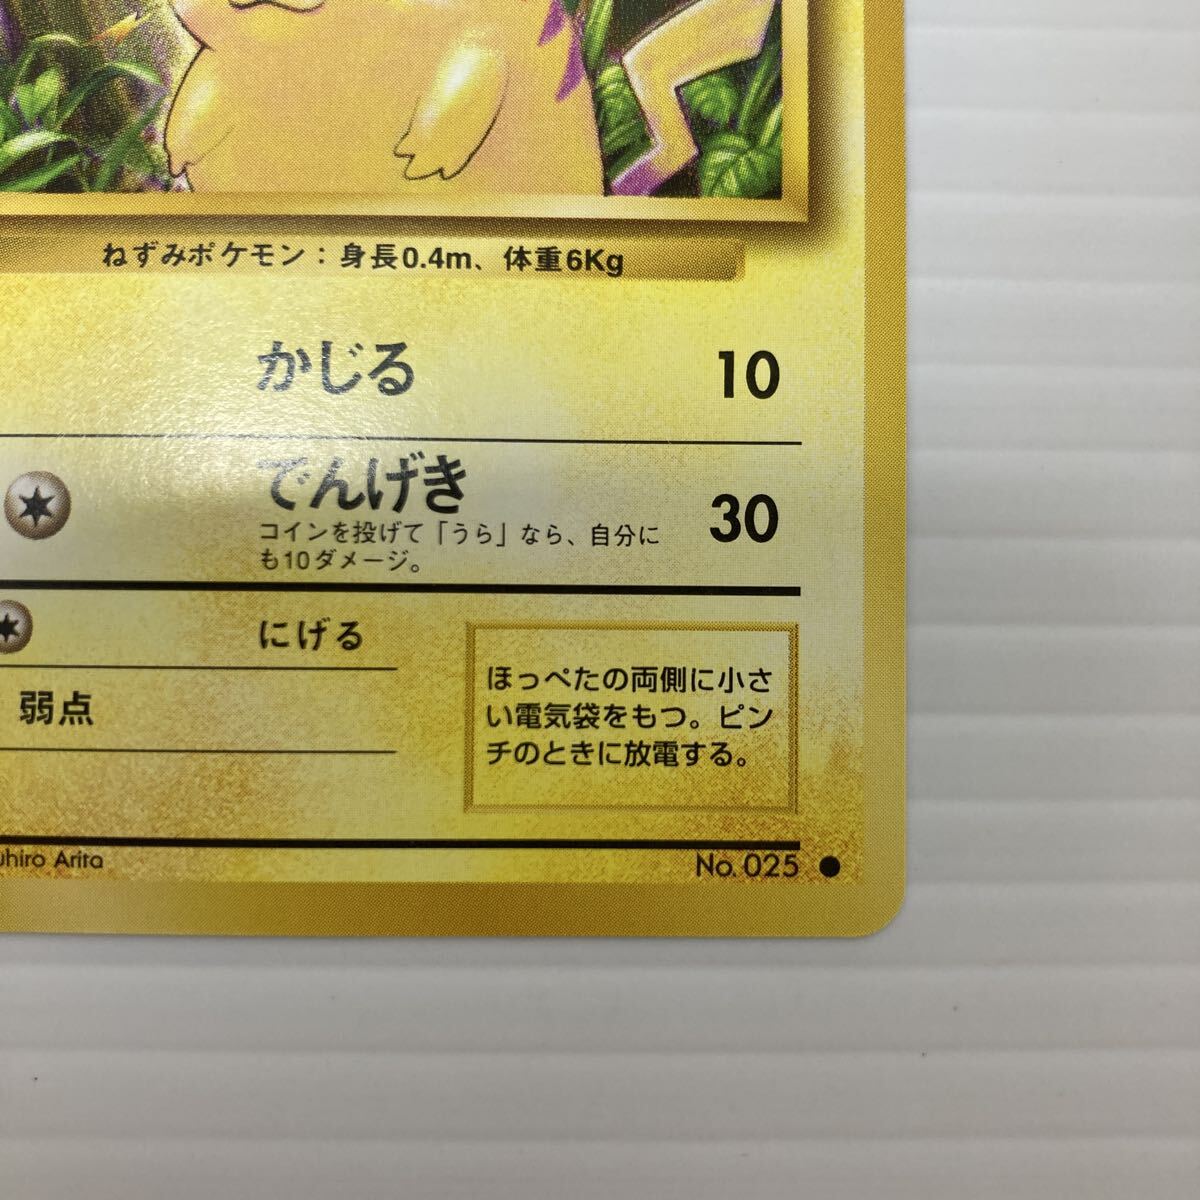 ねずみポケモン：身長0.4m、体重6Kg
かじる 10
でんげき 30
コインを投げて「うら」なら、自分に
も10ダメージ。
にげる
弱点
ほっぺたの両側に小さ
い電気袋をもつ。ピン
チのときに放電する。
uhiro Arita No. 025 ●